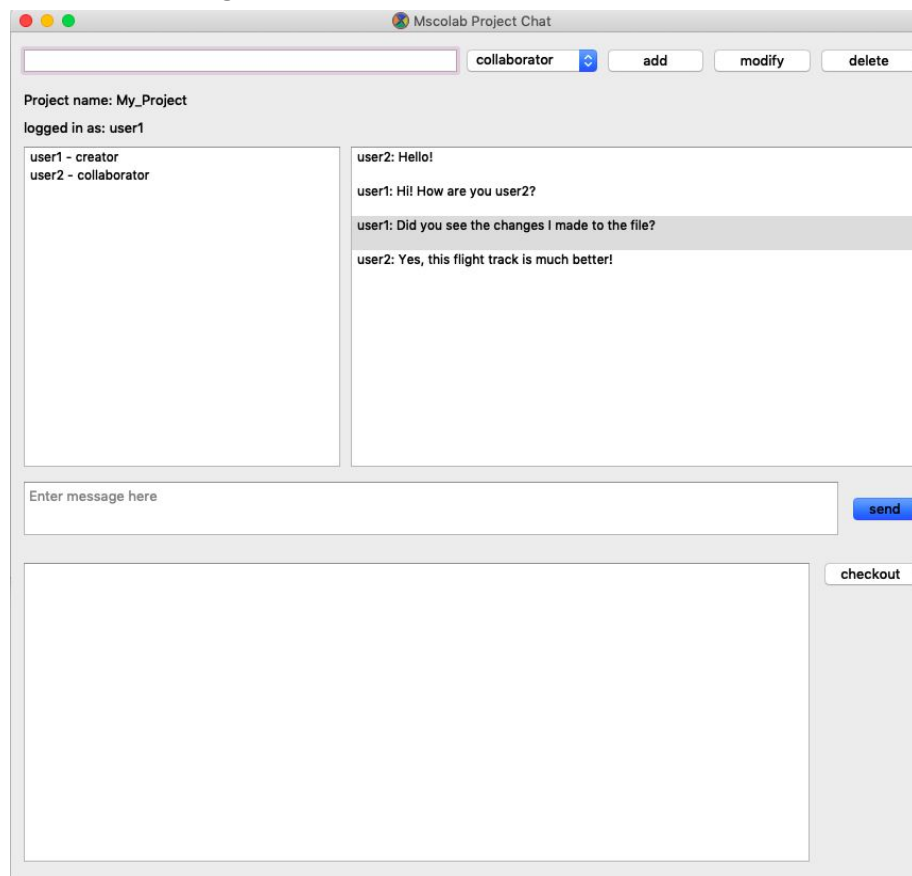 Mscolab Project Chat
collaborator add modify delete
Project name: My_Project
logged in as: user1
user1 - creator
user2 - collaborator
user2: Hello!
user1: Hi! How are you user2?
user1: Did you see the changes I made to the file?
user2: Yes, this flight track is much better!
Enter message here
send
checkout